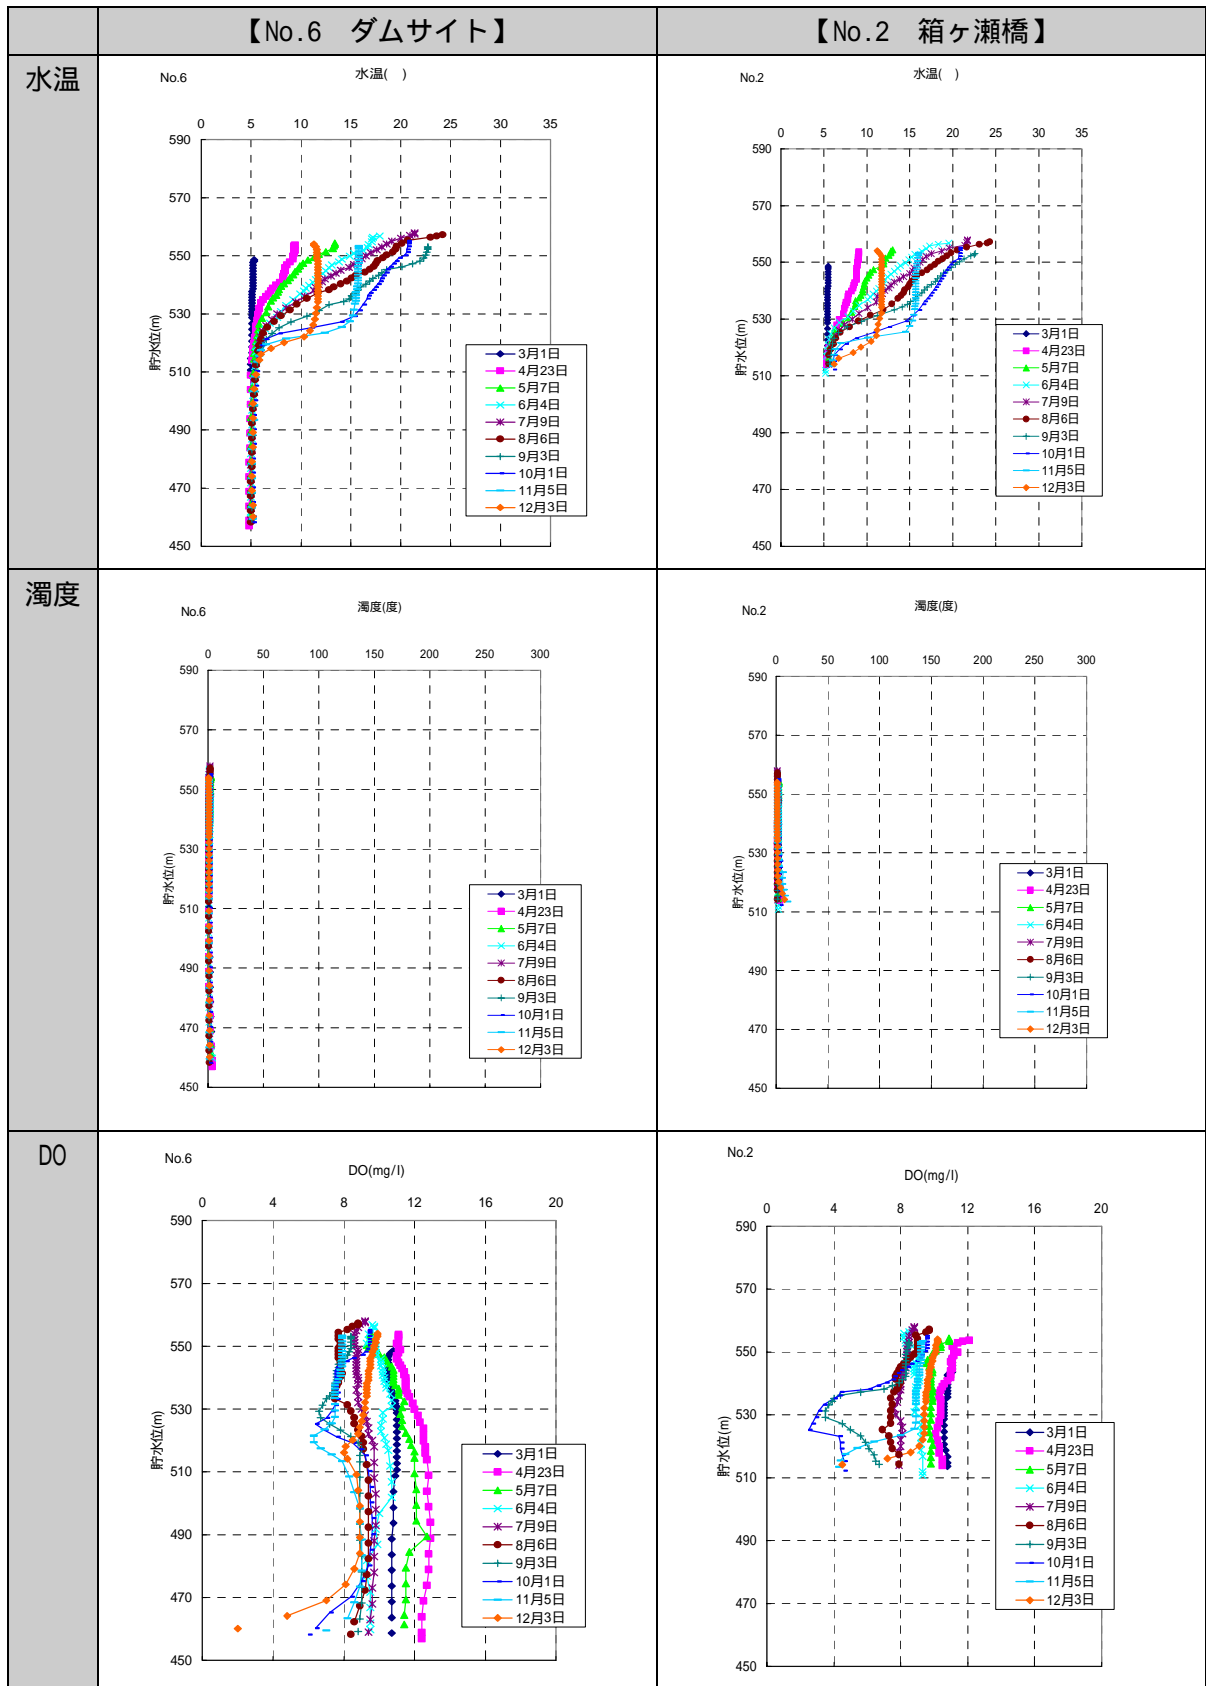 【No.6　ダムサイト】
【No.2　箱ヶ瀬橋】
水温
No.6
水温(　)
0 5 10 15 20 25 30 35
590
570
550
530
510
490
470
450
貯水位(m)
3月1日
4月23日
5月7日
6月4日
7月9日
8月6日
9月3日
10月1日
11月5日
12月3日
No.2
水温(　)
0 5 10 15 20 25 30 35
590
570
550
530
510
490
470
450
貯水位(m)
3月1日
4月23日
5月7日
6月4日
7月9日
8月6日
9月3日
10月1日
11月5日
12月3日
濁度
No.6
濁度(度)
0 50 100 150 200 250 300
590
570
550
530
510
490
470
450
貯水位(m)
3月1日
4月23日
5月7日
6月4日
7月9日
8月6日
9月3日
10月1日
11月5日
12月3日
No.2
濁度(度)
0 50 100 150 200 250 300
590
570
550
530
510
490
470
450
貯水位(m)
3月1日
4月23日
5月7日
6月4日
7月9日
8月6日
9月3日
10月1日
11月5日
12月3日
DO
No.6
DO(mg/l)
0 4 8 12 16 20
590
570
550
530
510
490
470
450
貯水位(m)
3月1日
4月23日
5月7日
6月4日
7月9日
8月6日
9月3日
10月1日
11月5日
12月3日
No.2
DO(mg/l)
0 4 8 12 16 20
590
570
550
530
510
490
470
450
貯水位(m)
3月1日
4月23日
5月7日
6月4日
7月9日
8月6日
9月3日
10月1日
11月5日
12月3日